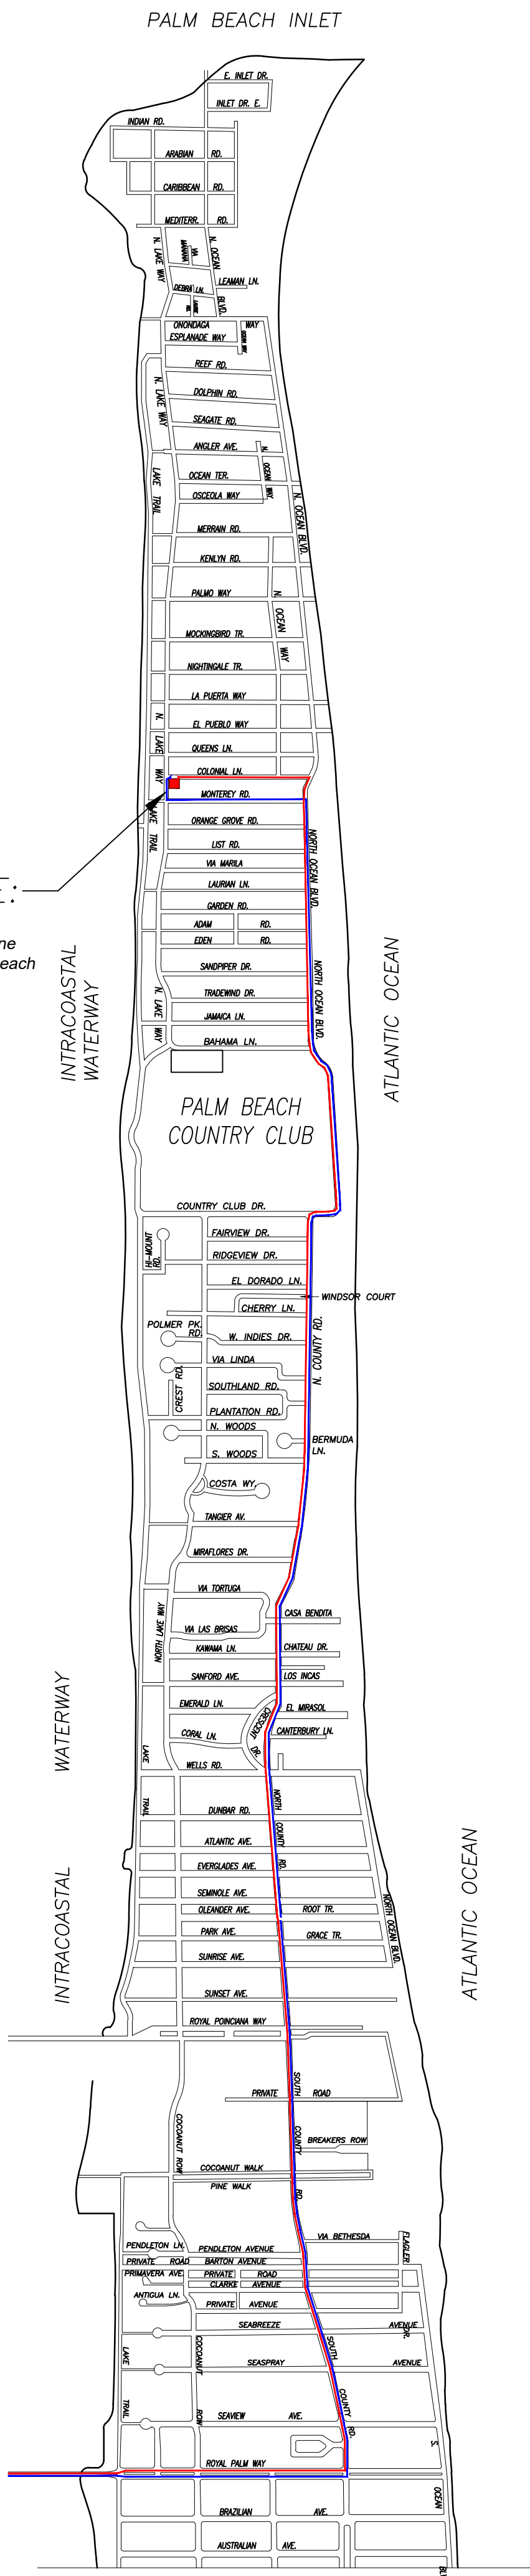 PALM BEACH INLET
E. INLET DR.
INLET DR. E.
INDIAN RD.
ARABIAN RD.
CARIBBEAN RD.
MEDITERR. RD.
N. LAKE WAY
VIA MARINA
N. OCEAN BLVD.
LEAMAN LN.
DEBRA LN.
ONONDAGA WAY
ESPLANADE WAY
OCEAN WY.
REEF RD.
DOLPHIN RD.
N. LAKE WAY
SEAGATE RD.
ANGLER AVE.
N. OCEAN WAY
LAKE TRAIL
OCEAN TER.
OSCEOLA WAY
N. OCEAN BLVD.
MERRAIN RD.
KENLYN RD.
PALMO WAY
N. OCEAN WAY
MOCKINGBIRD TR.
NIGHTINGALE TR.
LA PUERTA WAY
N. LAKE WAY
EL PUEBLO WAY
QUEENS LN.
COLONIAL LN.
MONTEREY RD.
LAKE TRAIL
ORANGE GROVE RD.
NORTH OCEAN BLVD.
LIST RD.
VIA MARILA
LAURIAN LN.
E:
GARDEN RD.
ADAM RD.
EDEN RD.
ne
each
INTRACOASTAL
WATERWAY
ATLANTIC OCEAN
SANDPIPER DR.
NORTH OCEAN BLVD.
TRADEWIND DR.
N. LAKE WAY
JAMAICA LN.
BAHAMA LN.
PALM BEACH
COUNTRY CLUB
COUNTRY CLUB DR.
FAIRVIEW DR.
HI-MOUNT RD.
RIDGEVIEW DR.
EL DORADO LN.
WINDSOR COURT
CHERRY LN.
POLMER PK.
RD.
W. INDIES DR.
N. COUNTY RD.
VIA LINDA
CREST RD.
SOUTHLAND RD.
PLANTATION RD.
N. WOODS
BERMUDA
LN.
S. WOODS
COSTA WY.
TANGIER AV.
MIRAFLORES DR.
VIA TORTUGA
NORTH LAKE WAY
CASA BENDITA
VIA LAS BRISAS
KAWAMA LN.
CHATEAU DR.
SANFORD AVE.
LOS INCAS
WATERWAY
EMERALD LN.
EL MIRASOL
CRESCENT DR.
CORAL LN.
CANTERBURY LN.
LAKE TRAIL
WELLS RD.
NORTH COUNTY RD.
DUNBAR RD.
ATLANTIC AVE.
EVERGLADES AVE.
ATLANTIC OCEAN
INTRACOASTAL
SEMINOLE AVE.
OLEANDER AVE.
ROOT TR.
NORTH OCEAN BLVD.
PARK AVE.
GRACE TR.
SUNRISE AVE.
SUNSET AVE.
ROYAL POINCIANA WAY
SOUTH COUNTY RD.
PRIVATE ROAD
COCOANUT ROW
BREAKERS ROW
COCOANUT WALK
PINE WALK
VIA BETHESDA
FLAGLER DR.
PENDLETON LN.
PENDLETON AVENUE
PRIVATE ROAD
BARTON AVENUE
PRIMAVERA AVE.
PRIVATE ROAD
CLARKE AVENUE
ANTIGUA LN.
PRIVATE AVENUE
SEABREEZE AVENUE
SOUTH COUNTY RD.
LAKE TRAIL
COCOANUT ROW
SEASPRAY AVENUE
SEAVIEW AVE.
S. OCEAN
ROYAL PALM WAY
BRAZILIAN AVE.
AUSTRALIAN AVE.